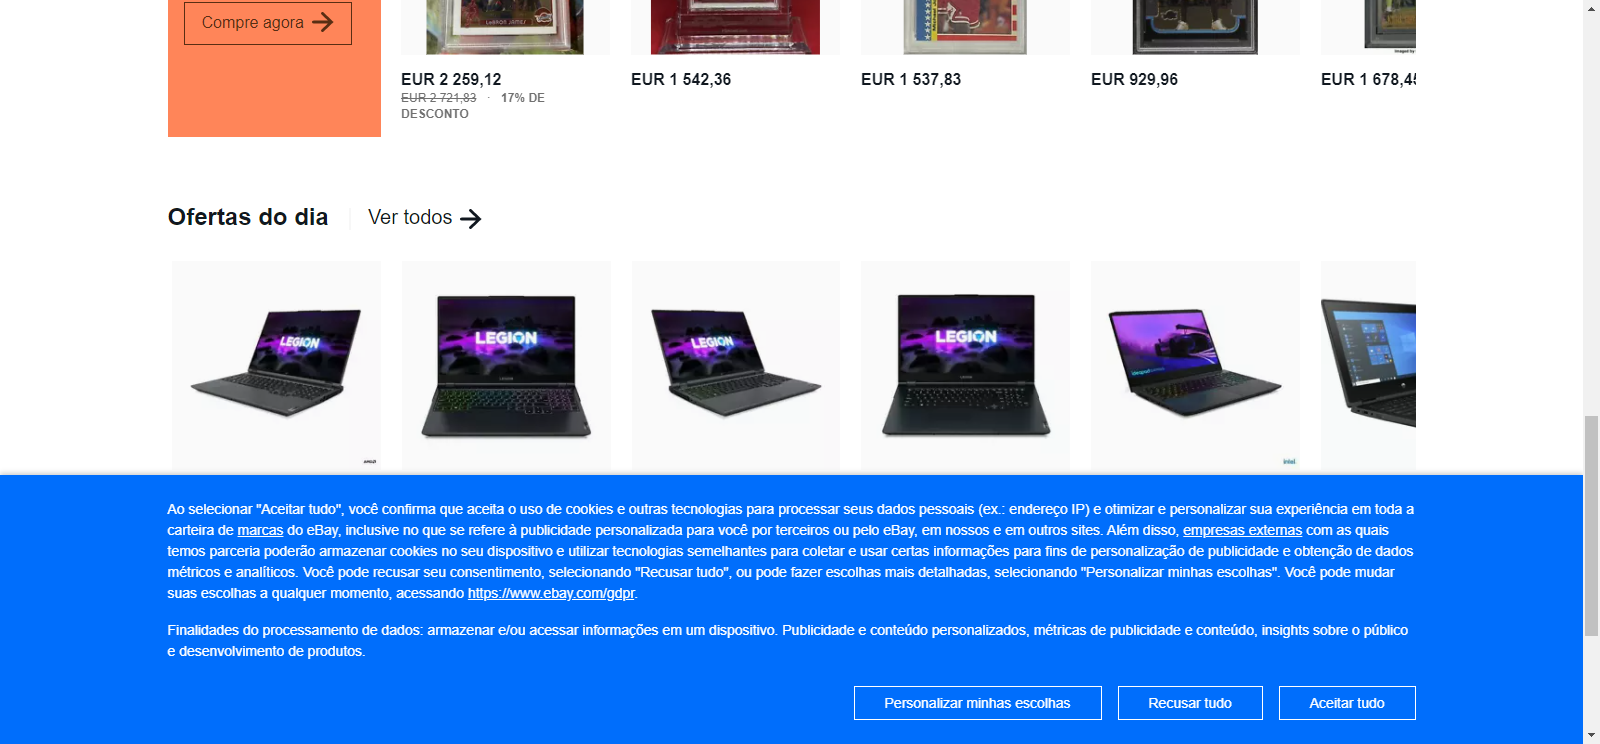 Compre agora
LeBRON JAMES
EUR 2 259,12
EUR 1 542,36
EUR 1 537,83
EUR 929,96
EUR 1 678,45
EUR 2 721,83 · 17% DE
DESCONTO
Ofertas do dia
Ver todos
LEGION
LEGION
LEGION
LEGION
AMD
intel
Ao selecionar "Aceitar tudo", você confirma que aceita o uso de cookies e outras tecnologias para processar seus dados pessoais (ex.: endereço IP) e otimizar e personalizar sua experiência em toda a
carteira de marcas do eBay, inclusive no que se refere à publicidade personalizada para você por terceiros ou pelo eBay, em nossos e em outros sites. Além disso, empresas externas com as quais
temos parceria poderão armazenar cookies no seu dispositivo e utilizar tecnologias semelhantes para coletar e usar certas informações para fins de personalização de publicidade e obtenção de dados
métricos e analíticos. Você pode recusar seu consentimento, selecionando "Recusar tudo", ou pode fazer escolhas mais detalhadas, selecionando "Personalizar minhas escolhas". Você pode mudar
suas escolhas a qualquer momento, acessando https://www.ebay.com/gdpr.
Finalidades do processamento de dados: armazenar e/ou acessar informações em um dispositivo. Publicidade e conteúdo personalizados, métricas de publicidade e conteúdo, insights sobre o público
e desenvolvimento de produtos.
Personalizar minhas escolhas
Recusar tudo
Aceitar tudo